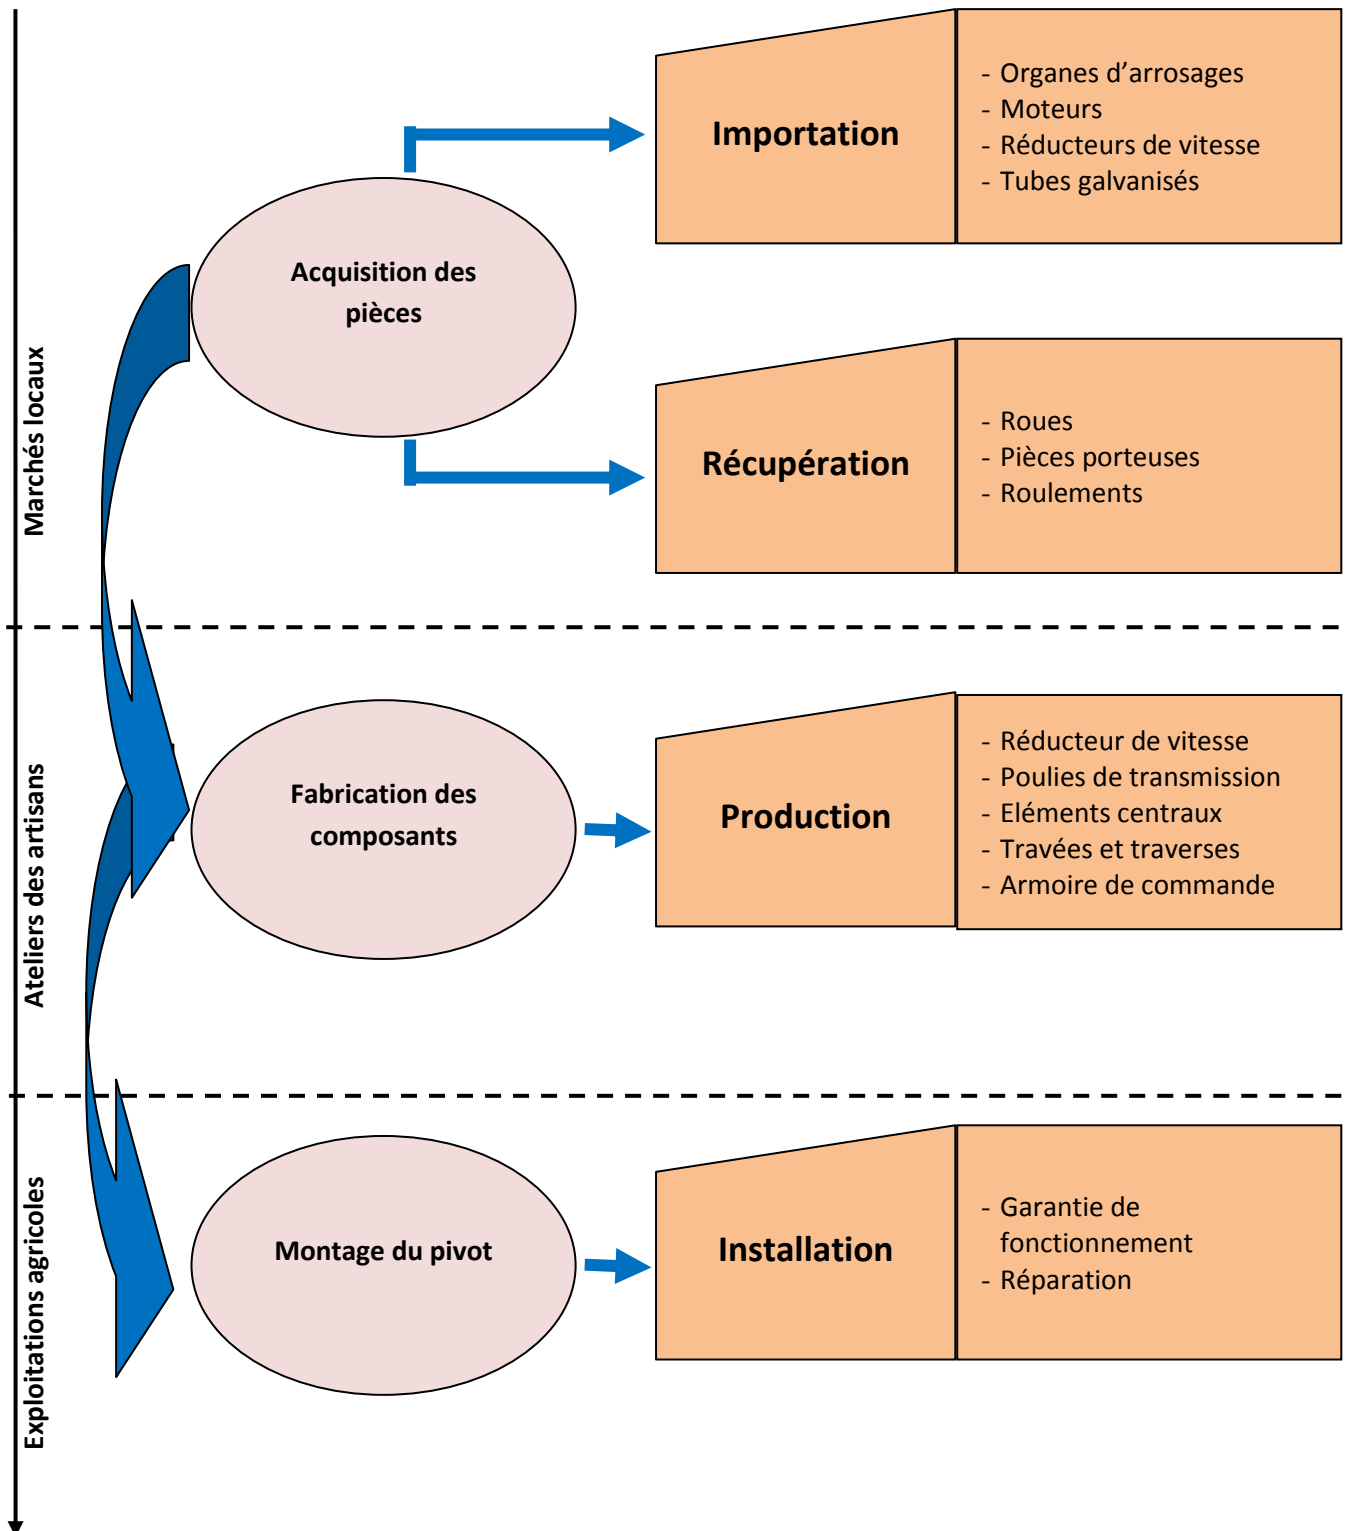 Marchés locaux
Acquisition des
pièces
Importation
- Organes d’arrosages
- Moteurs
- Réducteurs de vitesse
- Tubes galvanisés
Récupération
- Roues
- Pièces porteuses
- Roulements
Ateliers des artisans
Fabrication des
composants
Production
- Réducteur de vitesse
- Poulies de transmission
- Eléments centraux
- Travées et traverses
- Armoire de commande
Exploitations agricoles
Montage du pivot
Installation
- Garantie de
fonctionnement
- Réparation